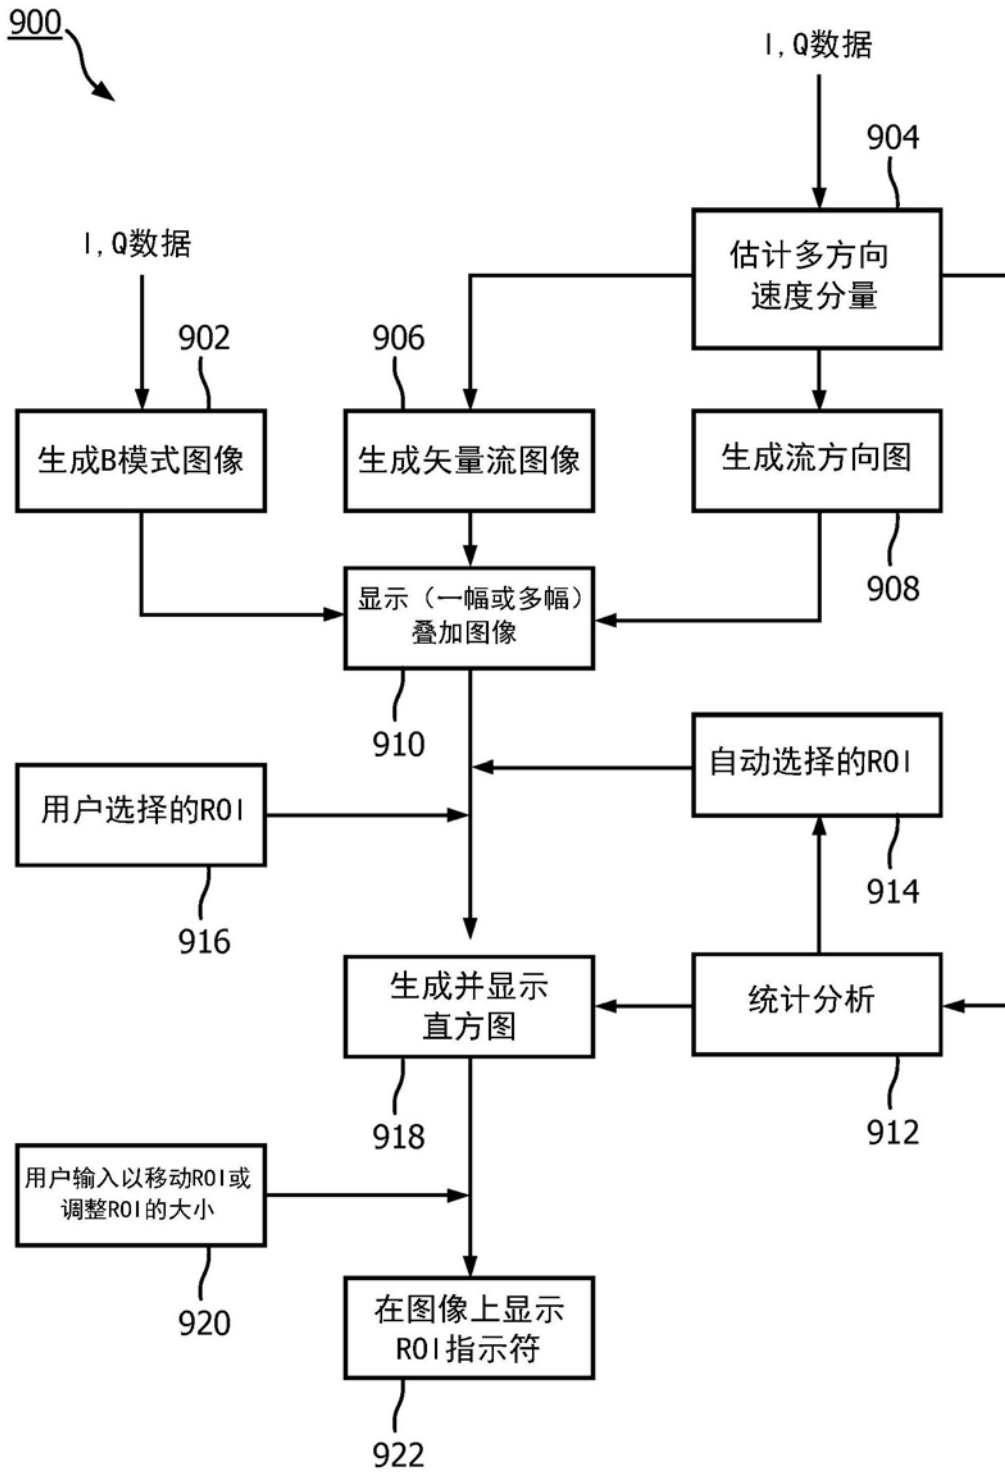 900
I,Q数据
904
估计多方向
速度分量
I,Q数据
902
906
生成B模式图像
生成矢量流图像
生成流方向图
908
显示（一幅或多幅）
叠加图像
910
自动选择的ROI
914
用户选择的ROI
916
生成并显示
直方图
918
统计分析
912
用户输入以移动ROI或
调整ROI的大小
920
在图像上显示
ROI指示符
922